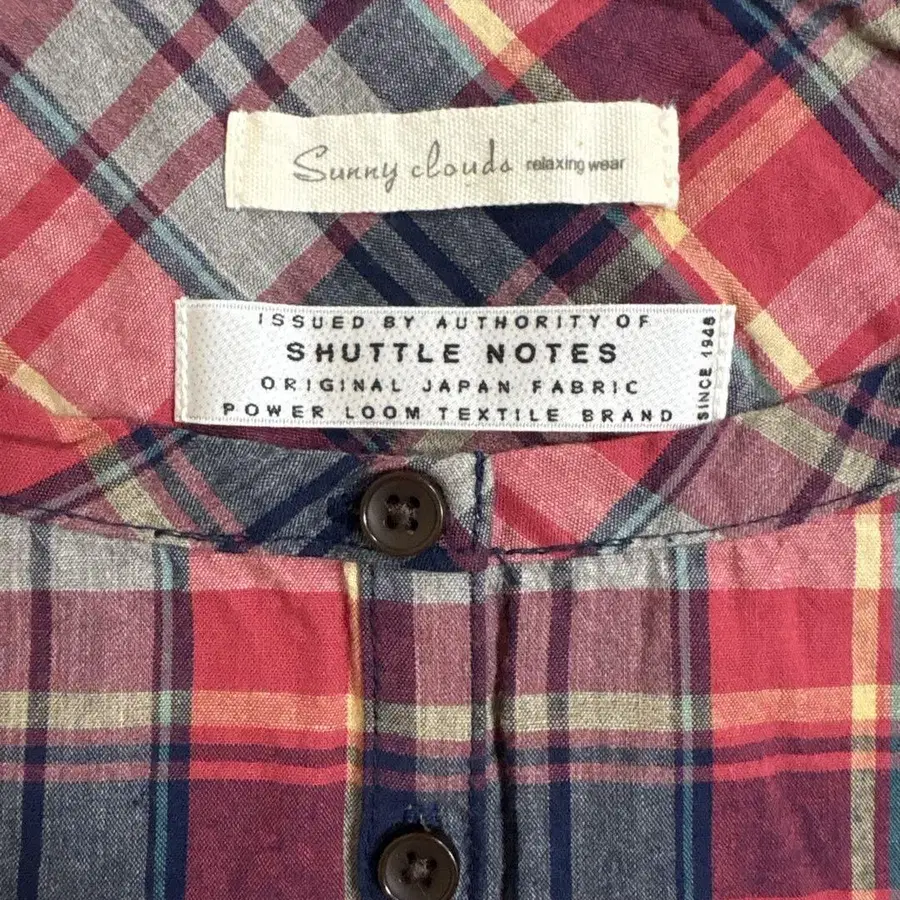 Sunny clouds relaxing wear
ISSUED BY AUTHORITY OF
SHUTTLE NOTES
ORIGINAL JAPAN FABRIC
POWER LOOM TEXTILE BRAND
SINCE 1948